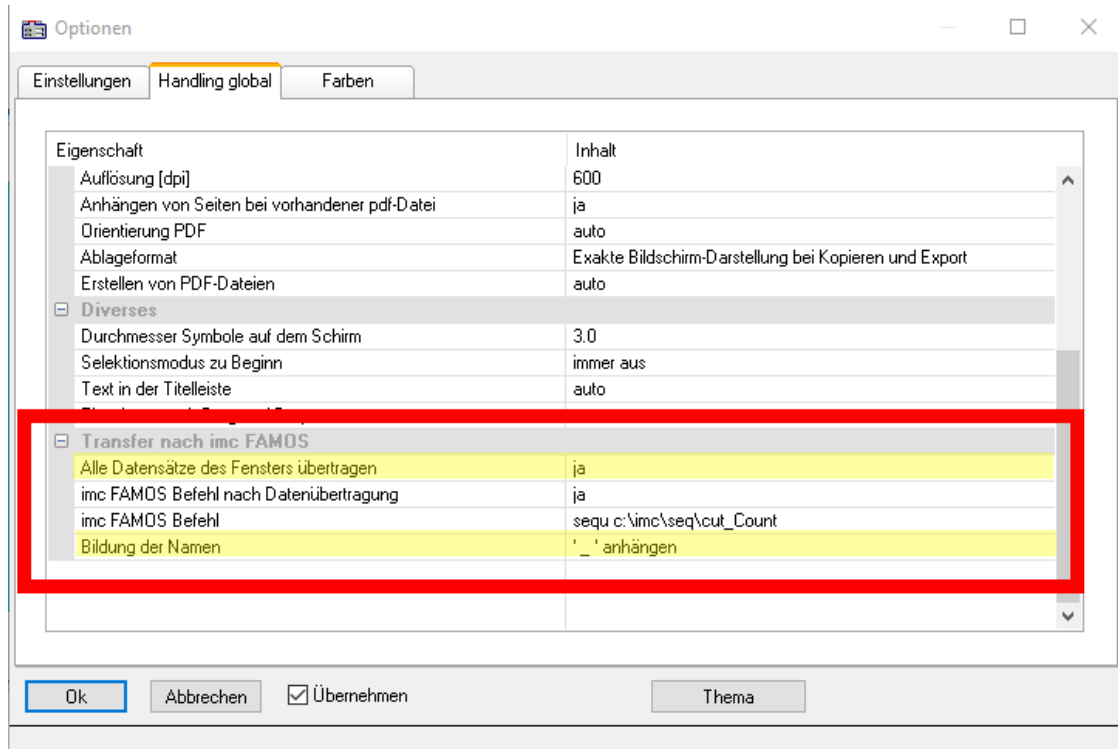 Optionen
Einstellungen Handling global Farben
Eigenschaft Inhalt
Auflösung [dpi] 600
Anhängen von Seiten bei vorhandener pdf-Datei ja
Orientierung PDF auto
Ablageformat Exakte Bildschirm-Darstellung bei Kopieren und Export
Erstellen von PDF-Dateien auto
Diverses
Durchmesser Symbole auf dem Schirm 3.0
Selektionsmodus zu Beginn immer aus
Text in der Titelleiste auto
Transfer nach imc FAMOS
Alle Datensätze des Fensters übertragen ja
imc FAMOS Befehl nach Datenübertragung ja
imc FAMOS Befehl sequ c:\imc\seq\cut_Count
Bildung der Namen ' _ ' anhängen
Ok Abbrechen Übernehmen Thema